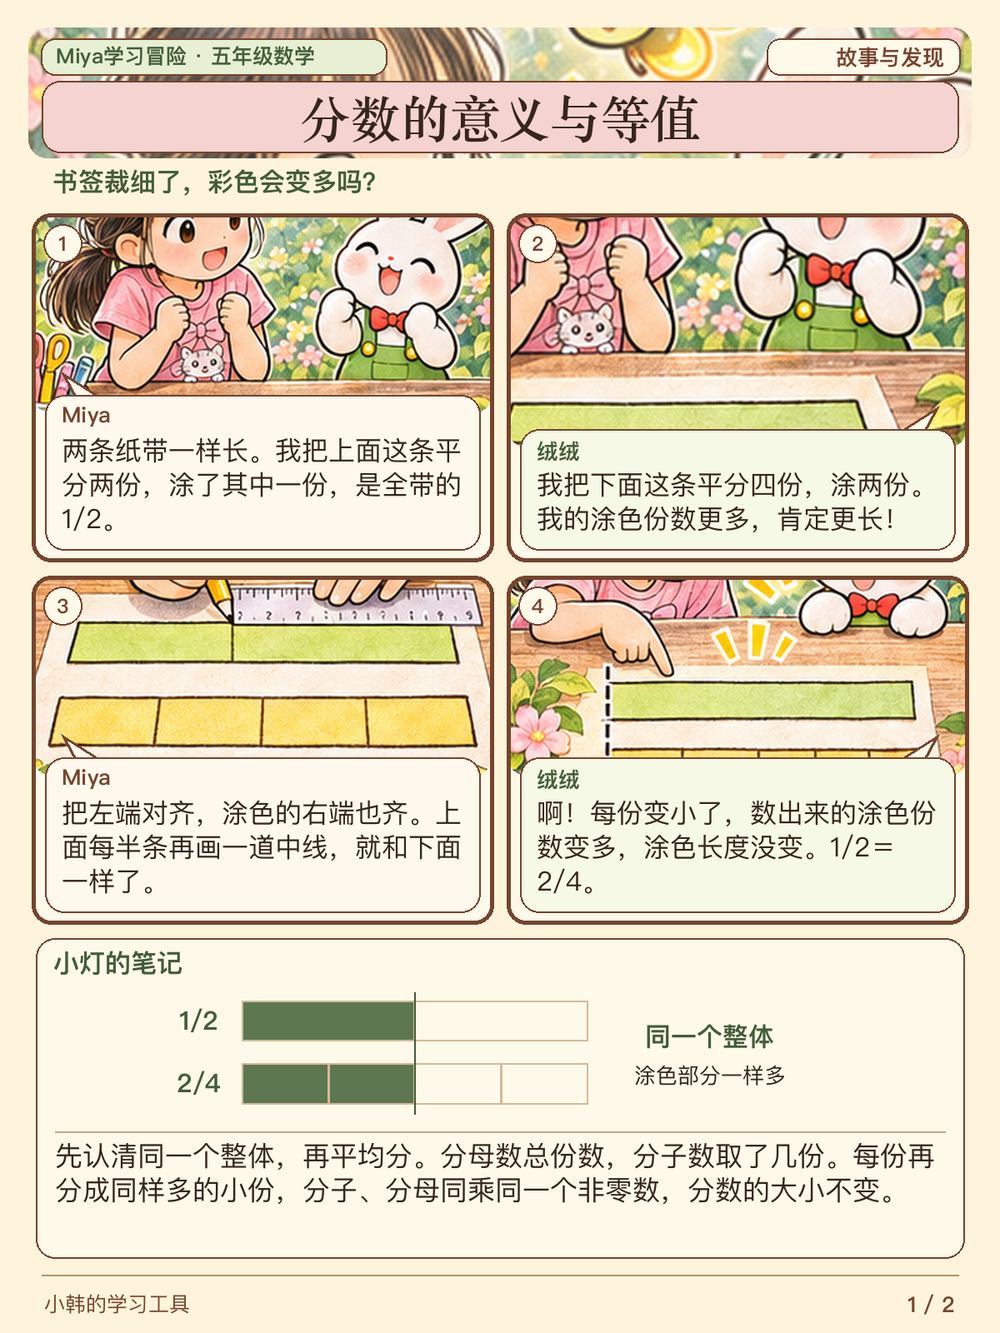 Miya学习冒险 · 五年级数学
故事与发现
分数的意义与等值
书签裁细了，彩色会变多吗？
1
Miya
两条纸带一样长。我把上面这条平
分两份，涂了其中一份，是全带的
1/2。
2
绒绒
我把下面这条平分四份，涂两份。
我的涂色份数更多，肯定更长！
3
Miya
把左端对齐，涂色的右端也齐。上
面每半条再画一道中线，就和下面
一样了。
4
绒绒
啊！每份变小了，数出来的涂色份
数变多，涂色长度没变。1/2＝
2/4。
小灯的笔记
1/2
2/4
同一个整体
涂色部分一样多
先认清同一个整体，再平均分。分母数总份数，分子数取了几份。每份再
分成同样多的小份，分子、分母同乘同一个非零数，分数的大小不变。
小韩的学习工具
1 / 2